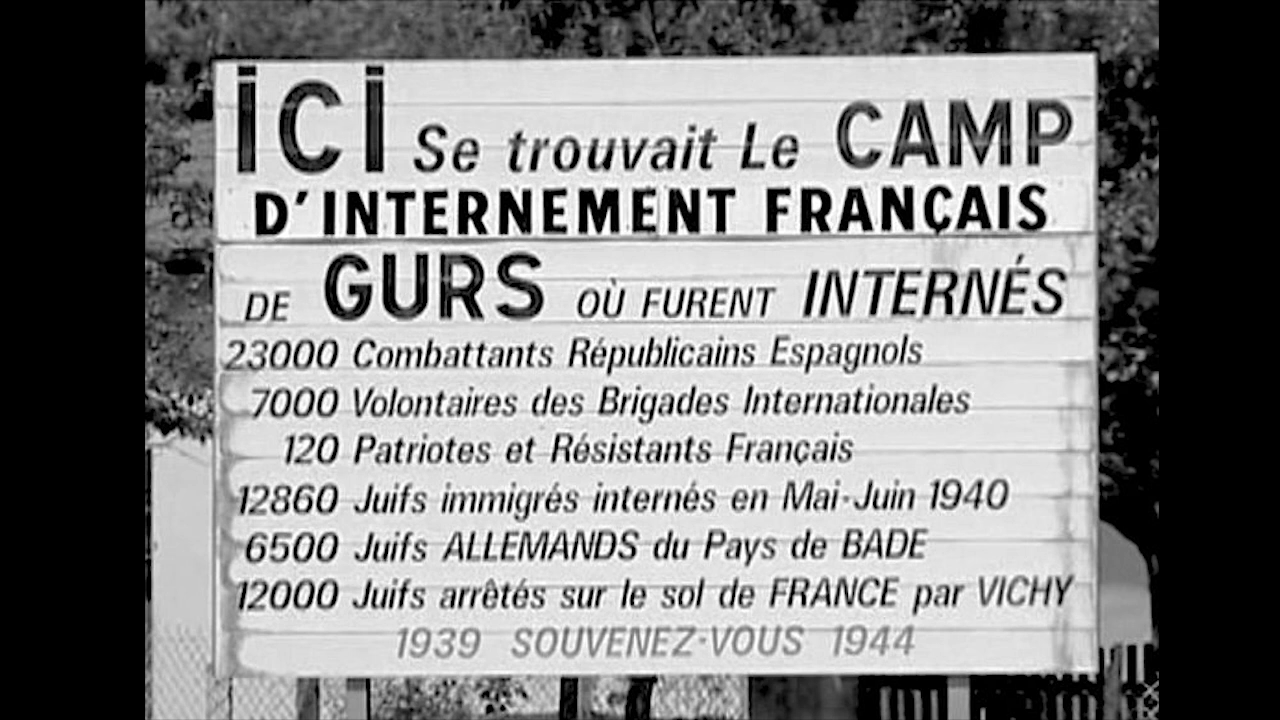 iCi Se trouvait Le CAMP
D'INTERNEMENT FRANÇAIS
DE GURS OÙ FURENT INTERNÉS
23000 Combattants Républicains Espagnols
7000 Volontaires des Brigades Internationales
120 Patriotes et Résistants Français
12860 Juifs immigrés internés en Mai-Juin 1940
6500 Juifs ALLEMANDS du Pays de BADE
12000 Juifs arrêtés sur le sol de FRANCE par VICHY
1939 SOUVENEZ-VOUS 1944